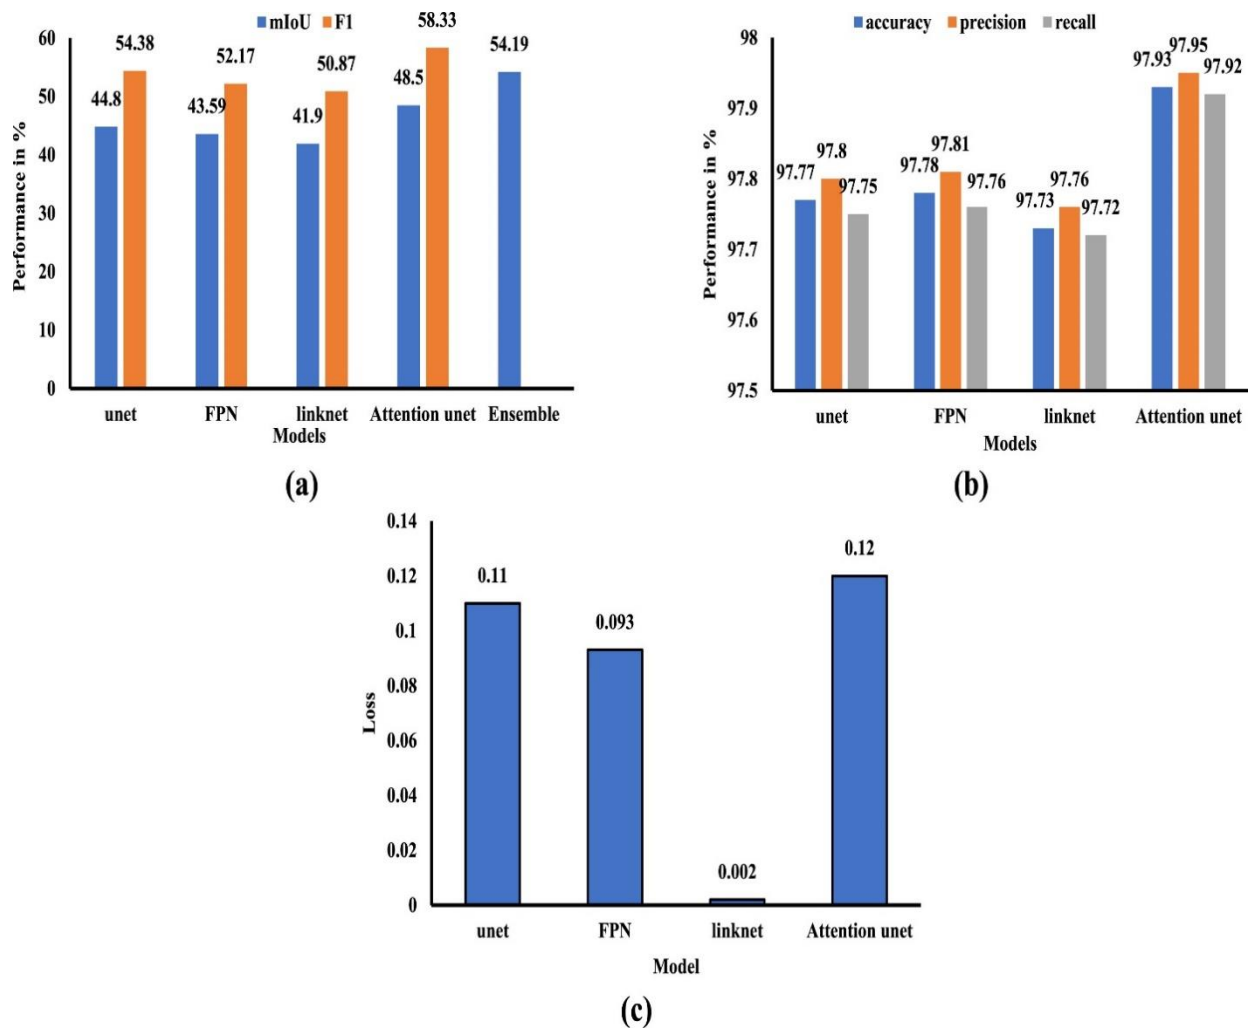 mIoU F1
60
50
40
30
20
10
0
Performance in %
44.8 54.38
43.59 52.17
41.9 50.87
48.5 58.33
54.19
unet FPN linknet Attention unet Ensemble
Models
(a)
accuracy precision recall
98
97.9
97.8
97.7
97.6
97.5
Performance in %
97.77 97.8 97.75
97.78 97.81 97.76
97.73 97.76 97.72
97.93 97.95 97.92
unet FPN linknet Attention unet
Models
(b)
0.14
0.12
0.1
0.08
0.06
0.04
0.02
0
Loss
0.11
0.093
0.002
0.12
unet FPN linknet Attention unet
Model
(c)